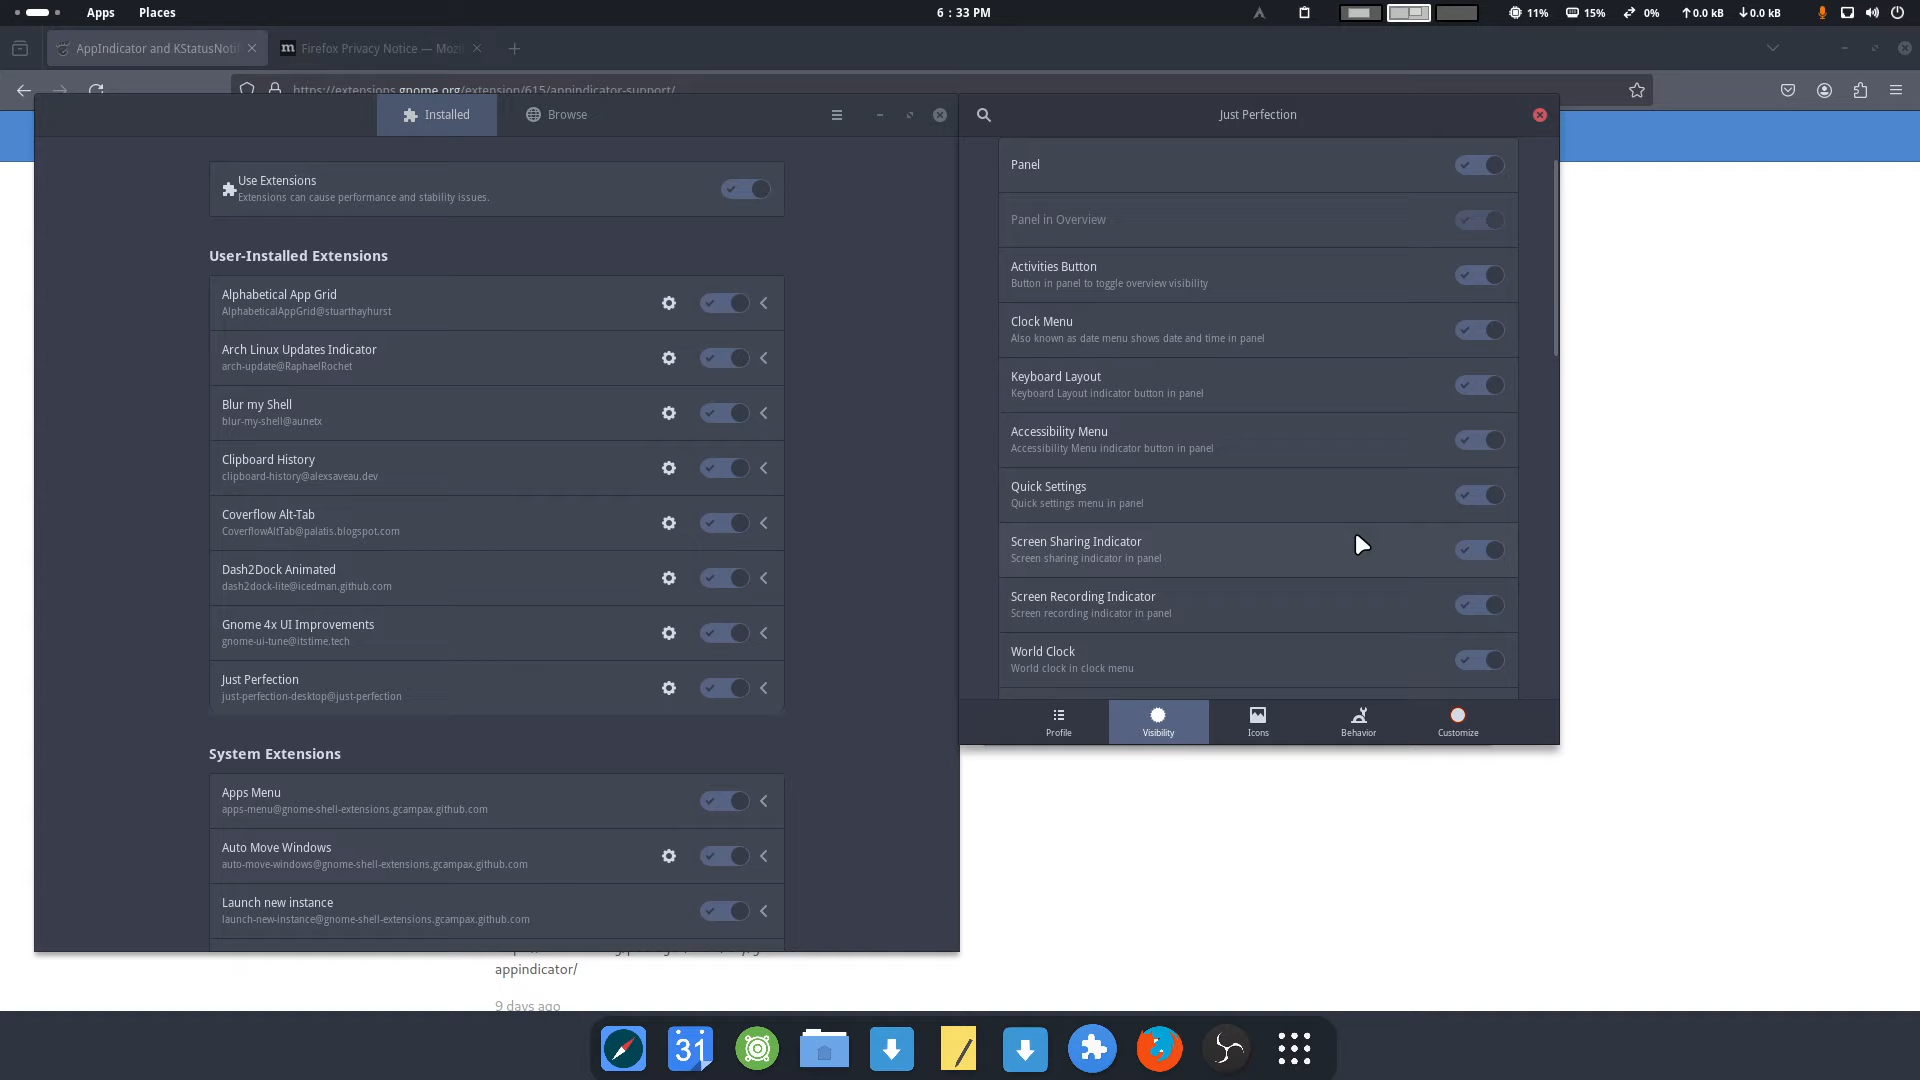 Apps
Places
6 : 33 PM
11%
15%
0%
0.0 kB
0.0 kB
AppIndicator and KStatusNotif
Firefox Privacy Notice — Mozi
https://extensions.gnome.org/extension/615/appindicator-support/
Installed
Browse
Use Extensions
Extensions can cause performance and stability issues.
User-Installed Extensions
Alphabetical App Grid
AlphabeticalAppGrid@stuarthayhurst
Arch Linux Updates Indicator
arch-update@RaphaelRochet
Blur my Shell
blur-my-shell@aunetx
Clipboard History
clipboard-history@alexsaveau.dev
Coverflow Alt-Tab
CoverflowAltTab@palatis.blogspot.com
Dash2Dock Animated
dash2dock-lite@icedman.github.com
Gnome 4x UI Improvements
gnome-ui-tune@itstime.tech
Just Perfection
just-perfection-desktop@just-perfection
System Extensions
Apps Menu
apps-menu@gnome-shell-extensions.gcampax.github.com
Auto Move Windows
auto-move-windows@gnome-shell-extensions.gcampax.github.com
Launch new instance
launch-new-instance@gnome-shell-extensions.gcampax.github.com
Just Perfection
Panel
Panel in Overview
Activities Button
Button in panel to toggle overview visibility
Clock Menu
Also known as date menu shows date and time in panel
Keyboard Layout
Keyboard Layout indicator button in panel
Accessibility Menu
Accessibility Menu indicator button in panel
Quick Settings
Quick settings menu in panel
Screen Sharing Indicator
Screen sharing indicator in panel
Screen Recording Indicator
Screen recording indicator in panel
World Clock
World clock in clock menu
Profile
Visibility
Icons
Behavior
Customize
appindicator/
9 days ago
31